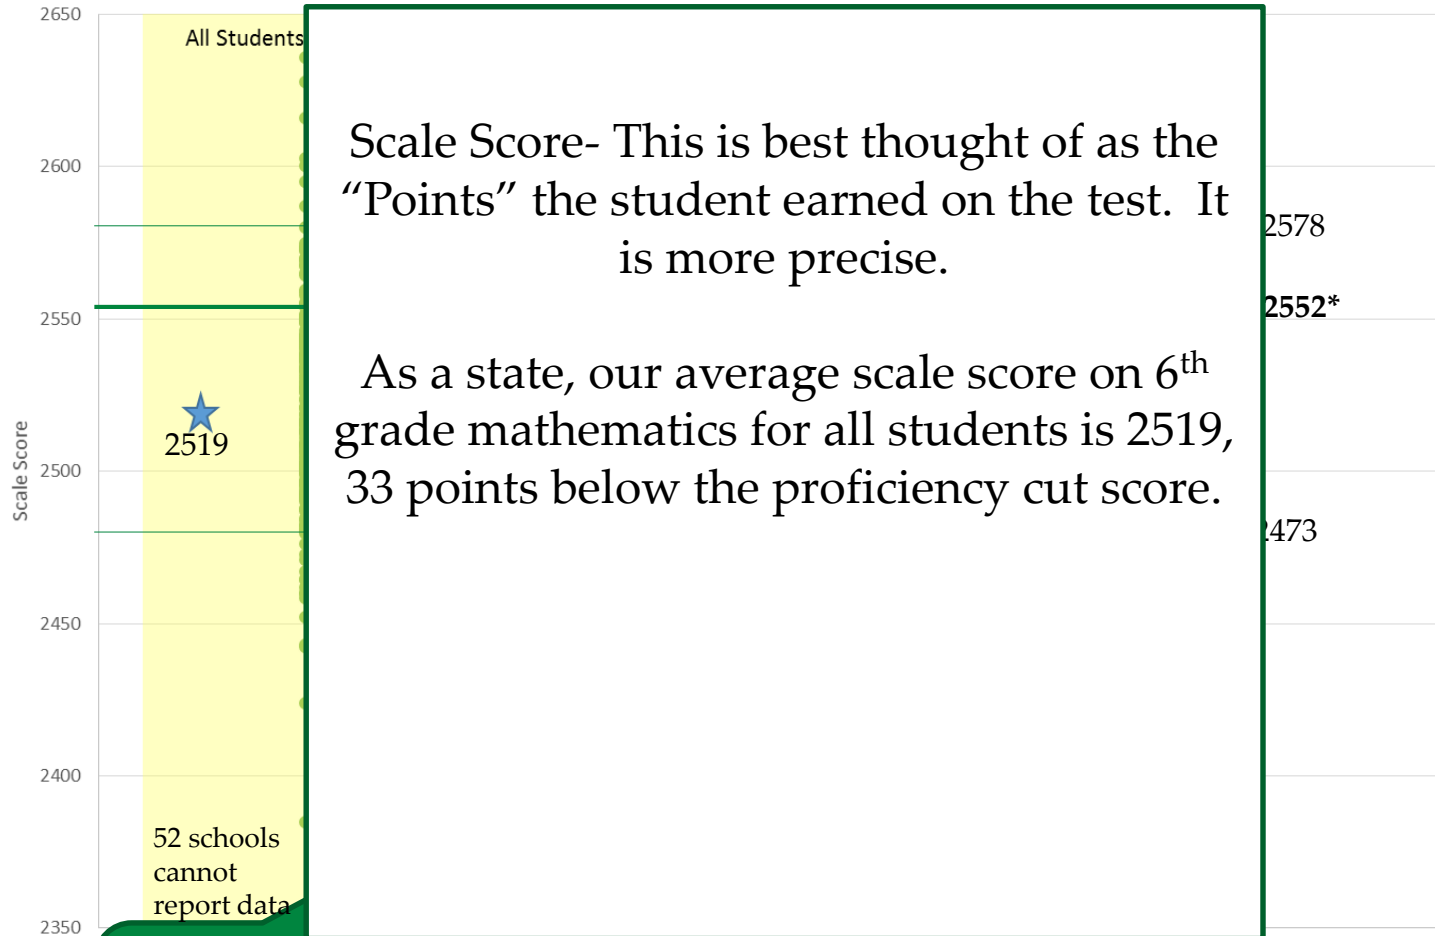 2650
All Students
2600
2550
2500
2450
2400
2350
Scale Score
2519
52 schools
cannot
report data
Scale Score- This is best thought of as the
“Points” the student earned on the test.  It
is more precise.
As a state, our average scale score on 6th
grade mathematics for all students is 2519,
33 points below the proficiency cut score.
2578
2552*
2473